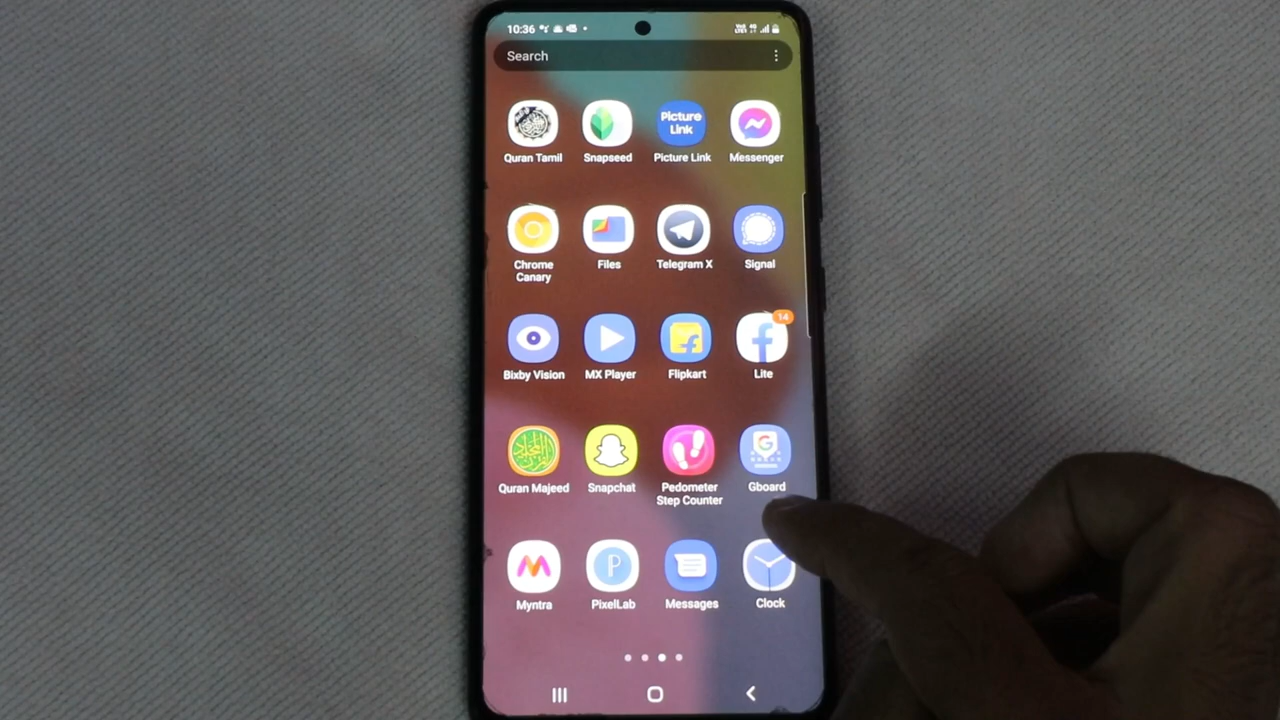 10:36
Search
Picture
Link
Quran Tamil
Snapseed
Picture Link
Messenger
Chrome
Canary
Files
Telegram X
Signal
14
Bixby Vision
MX Player
Flipkart
Lite
Quran Majeed
Snapchat
Pedometer
Step Counter
Gboard
Myntra
PixelLab
Messages
Clock